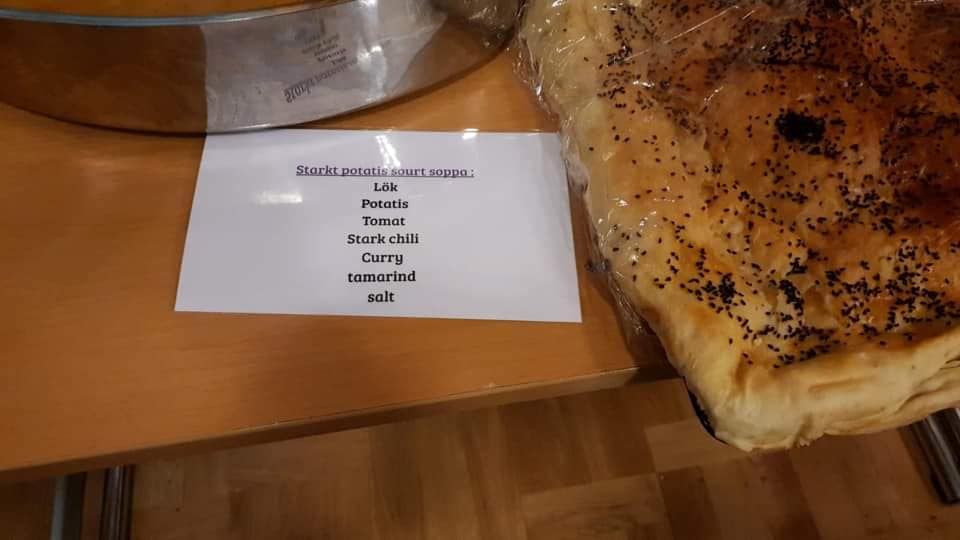 Starkt potatis sourt soppa :
Lök
Potatis
Tomat
Stark chili
Curry
tamarind
salt